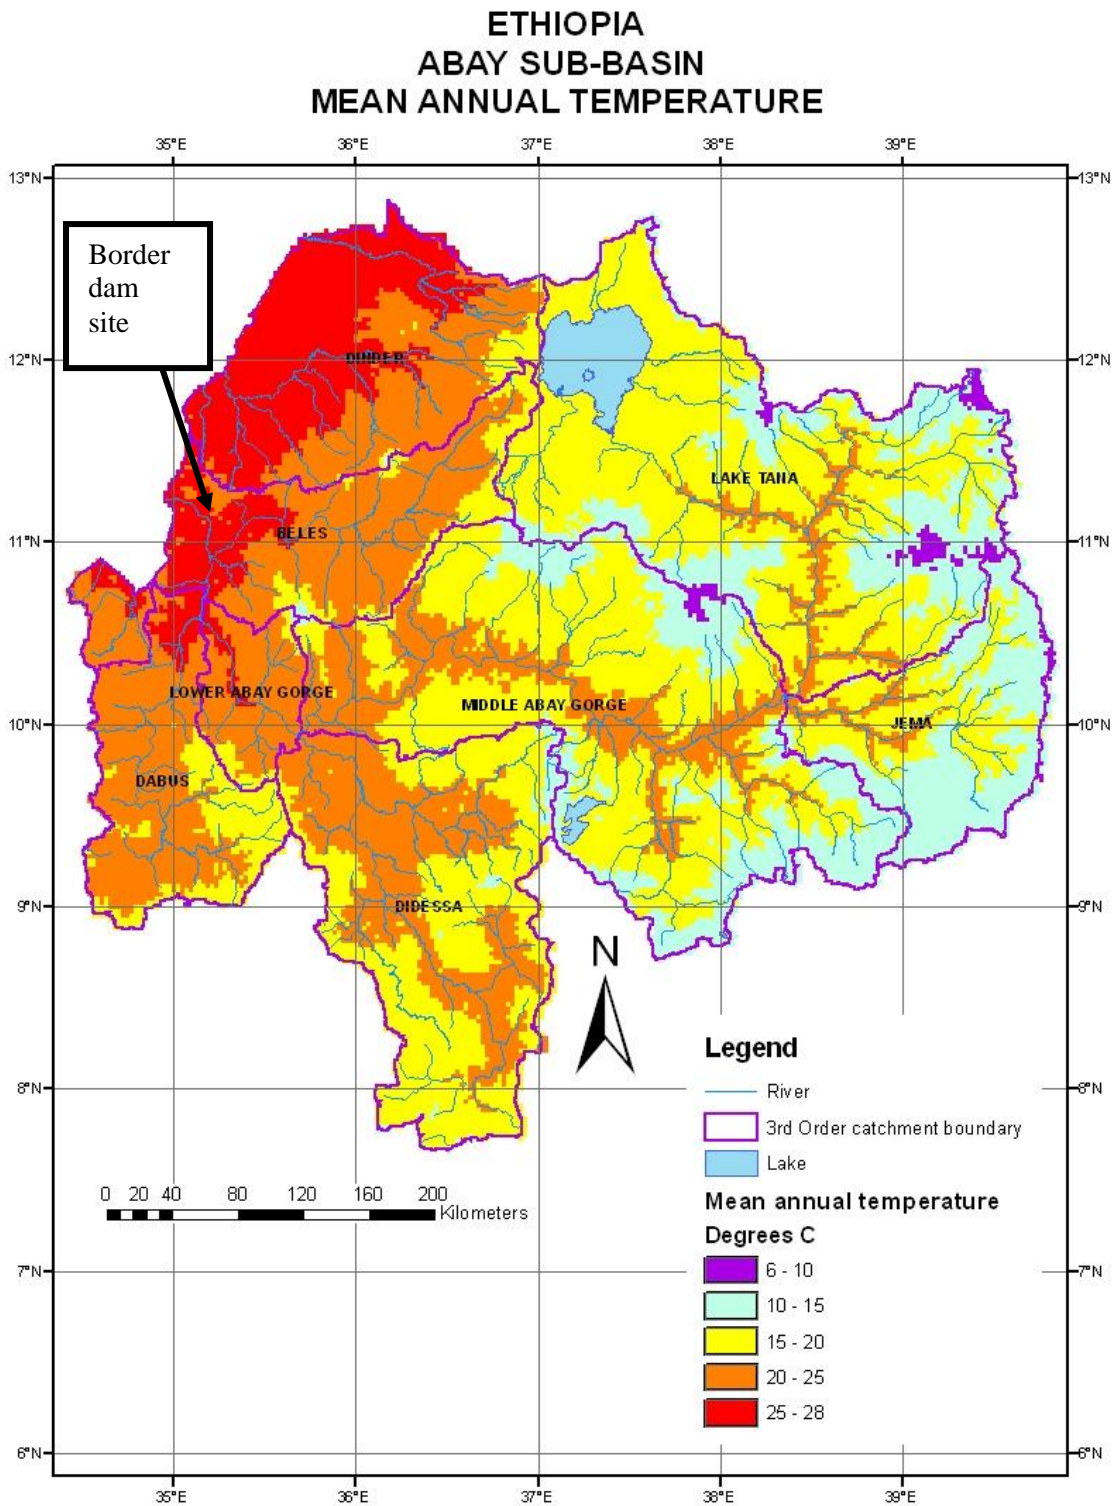 ETHIOPIA
ABAY SUB-BASIN
MEAN ANNUAL TEMPERATURE
35°E 36°E 37°E 38°E 39°E
13°N 13°N
Border
dam
site
12°N 12°N
DINDER
LAKE TANA
BELES
11°N 11°N
LOWER ABAY GORGE
MIDDLE ABAY GORGE
10°N 10°N
JEMA
DABUS
9°N 9°N
DIDESSA
N
Legend
8°N 8°N
River
3rd Order catchment boundary
Lake
0 20 40 80 120 160 200
Kilometers
Mean annual temperature
Degrees C
7°N 7°N
6 - 10
10 - 15
15 - 20
20 - 25
25 - 28
6°N 6°N
35°E 36°E 37°E 38°E 39°E